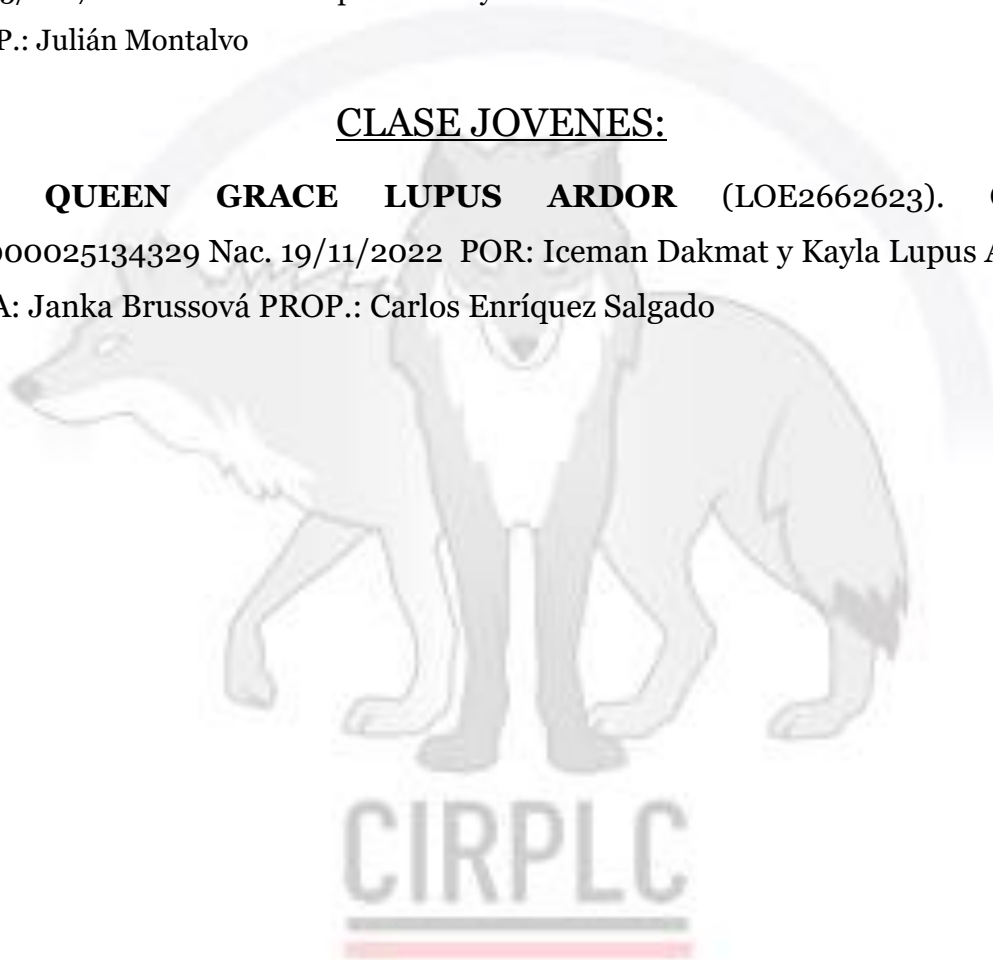 P.: Julián Montalvo
CLASE JOVENES:
QUEEN GRACE LUPUS ARDOR (LOE2662623).
000025134329 Nac. 19/11/2022 POR: Iceman Dakmat y Kayla Lupus A
A: Janka Brussová PROP.: Carlos Enríquez Salgado
CIRPLC